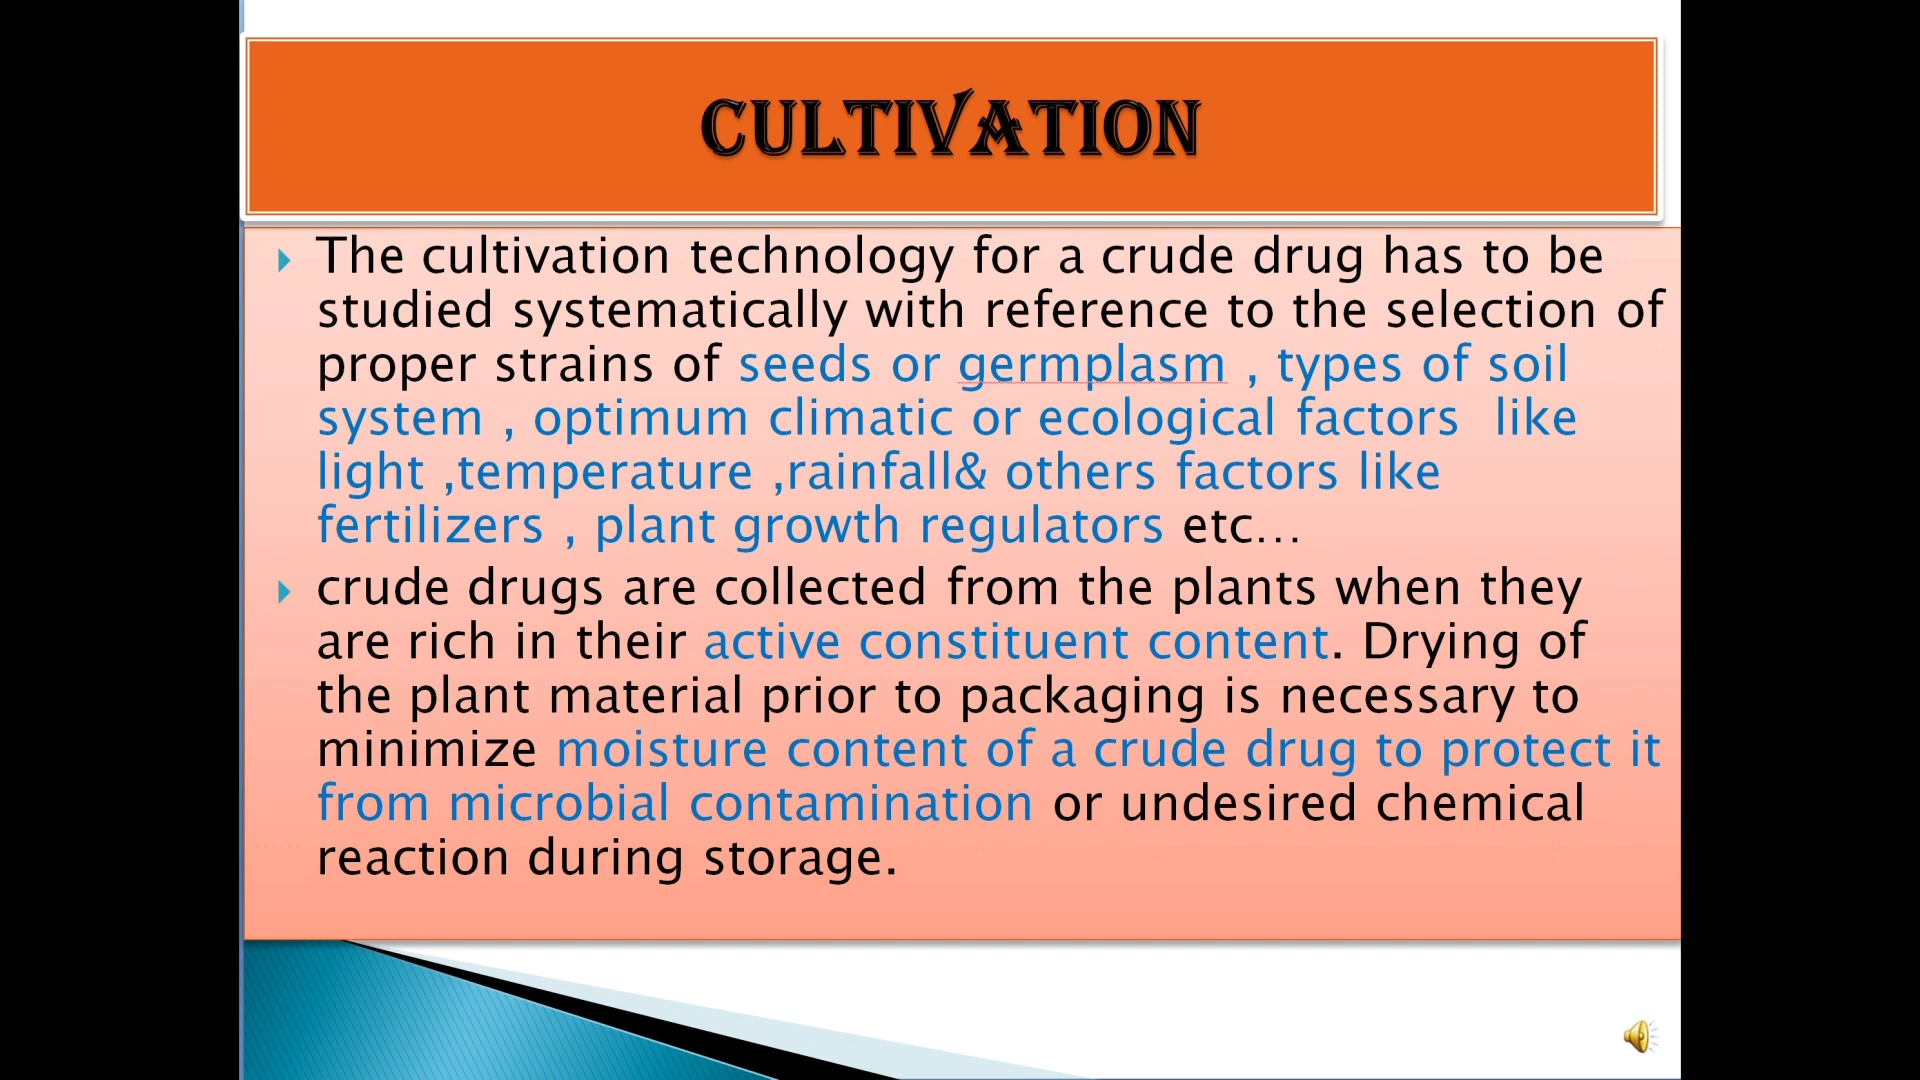 CULTIVATION
The cultivation technology for a crude drug has to be
studied systematically with reference to the selection of
proper strains of seeds or germplasm , types of soil
system , optimum climatic or ecological factors  like
light ,temperature ,rainfall& others factors like
fertilizers , plant growth regulators etc...
crude drugs are collected from the plants when they
are rich in their active constituent content. Drying of
the plant material prior to packaging is necessary to
minimize moisture content of a crude drug to protect it
from microbial contamination or undesired chemical
reaction during storage.